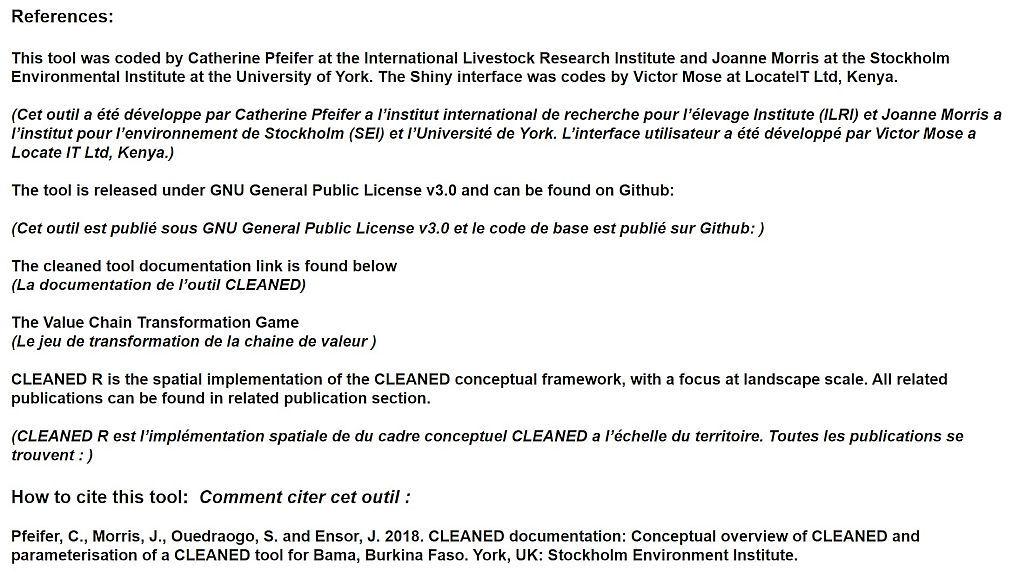 References:
This tool was coded by Catherine Pfeifer at the International Livestock Research Institute and Joanne Morris at the Stockholm
Environmental Institute at the University of York. The Shiny interface was codes by Victor Mose at LocateIT Ltd, Kenya.
(Cet outil a été développe par Catherine Pfeifer a l’institut international de recherche pour l’élevage Institute (ILRI) et Joanne Morris a
l’institut pour l’environnement de Stockholm (SEI) et l’Université de York. L’interface utilisateur a été développé par Victor Mose a
Locate IT Ltd, Kenya.)
The tool is released under GNU General Public License v3.0 and can be found on Github:
(Cet outil est publié sous GNU General Public License v3.0 et le code de base est publié sur Github: )
The cleaned tool documentation link is found below
(La documentation de l’outil CLEANED)
The Value Chain Transformation Game
(Le jeu de transformation de la chaine de valeur )
CLEANED R is the spatial implementation of the CLEANED conceptual framework, with a focus at landscape scale. All related
publications can be found in related publication section.
(CLEANED R est l’implémentation spatiale de du cadre conceptuel CLEANED a l’échelle du territoire. Toutes les publications se
trouvent : )
How to cite this tool: Comment citer cet outil :
Pfeifer, C., Morris, J., Ouedraogo, S. and Ensor, J. 2018. CLEANED documentation: Conceptual overview of CLEANED and
parameterisation of a CLEANED tool for Bama, Burkina Faso. York, UK: Stockholm Environment Institute.